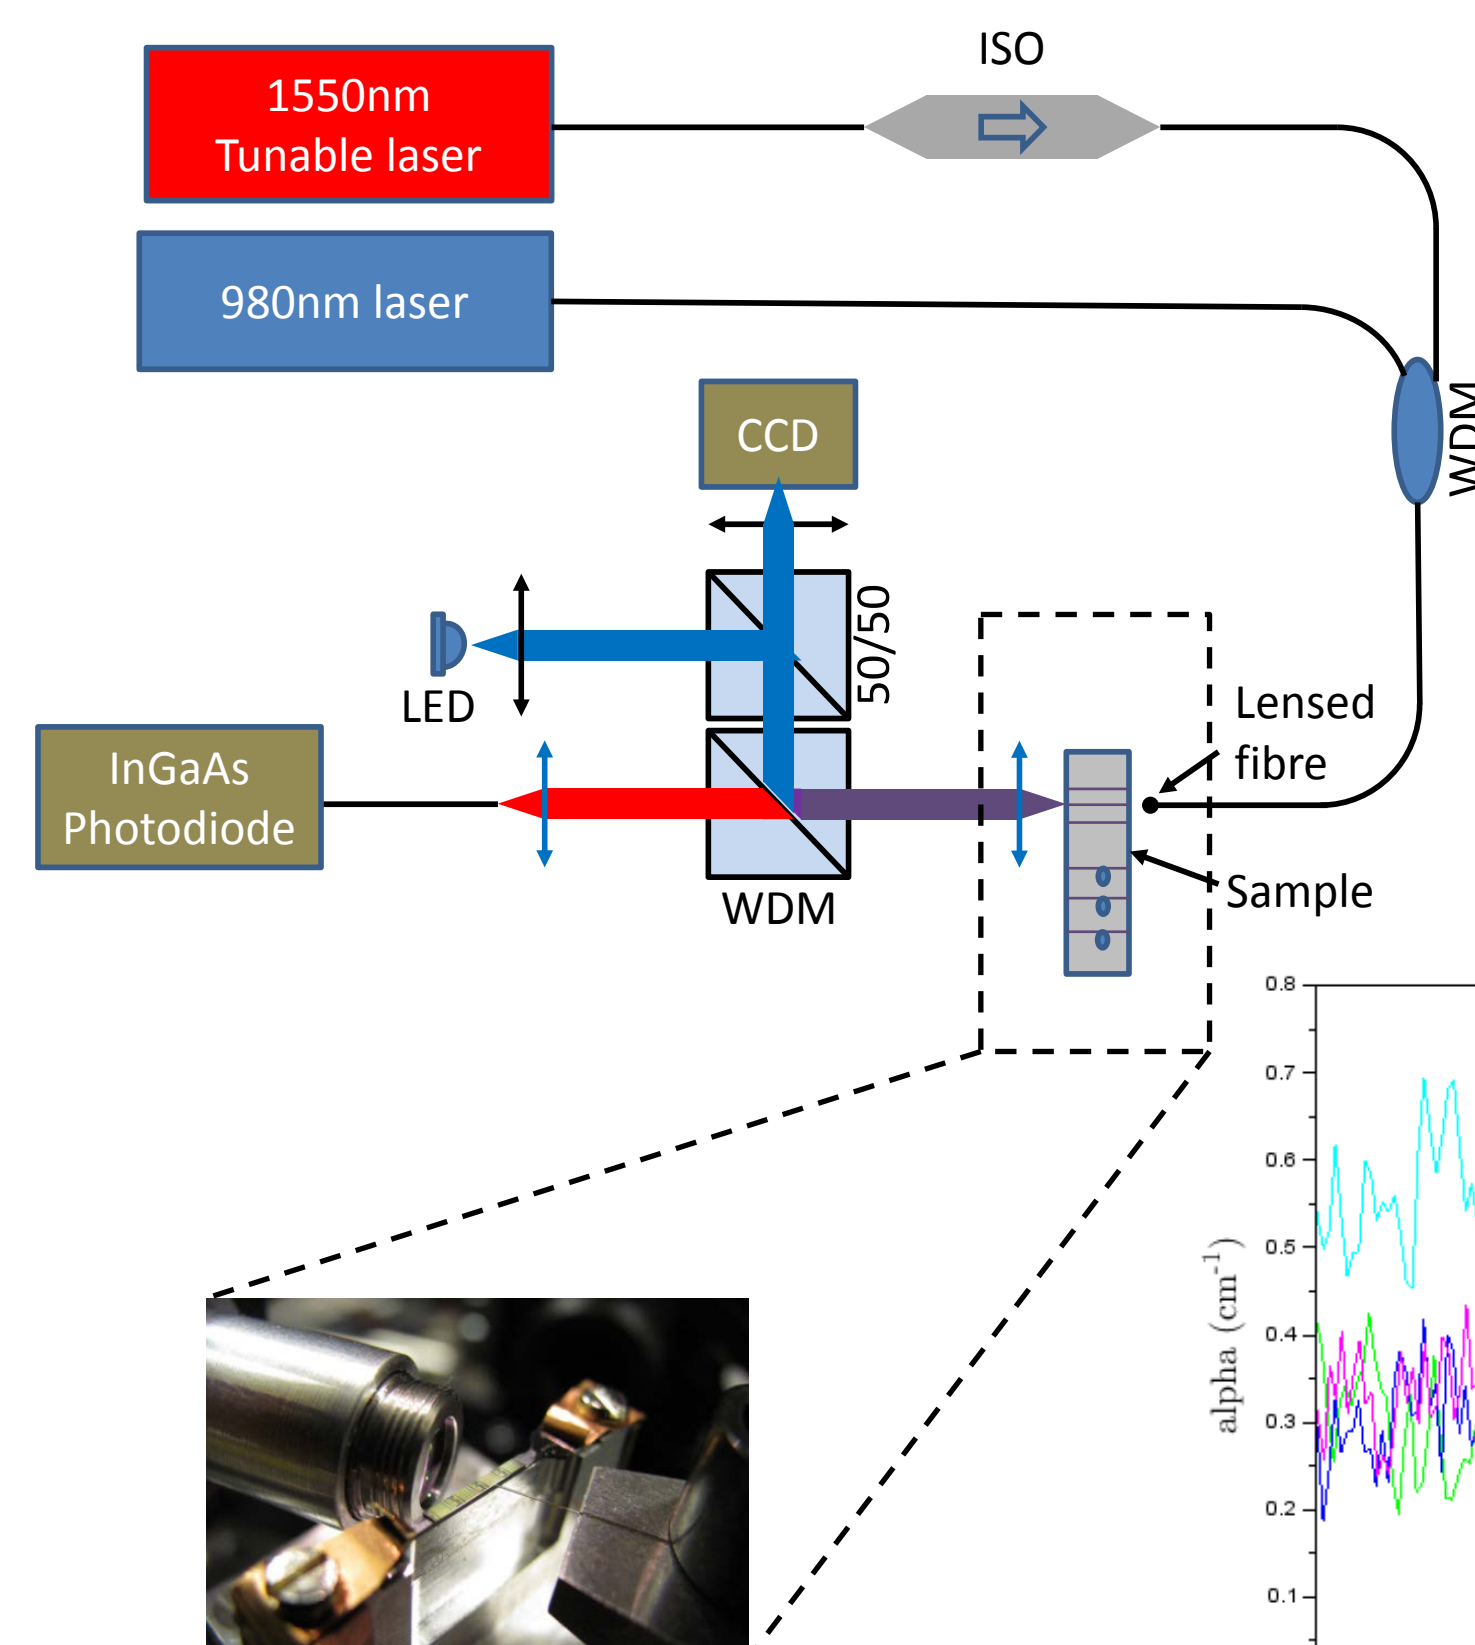 ISO
1550nm
Tunable laser
980nm laser
CCD
WDM
50/50
LED
Lensed
fibre
InGaAs
Photodiode
Sample
WDM
0.8
0.7
0.6
0.5
0.4
0.3
0.2
0.1
alpha (cm⁻¹)